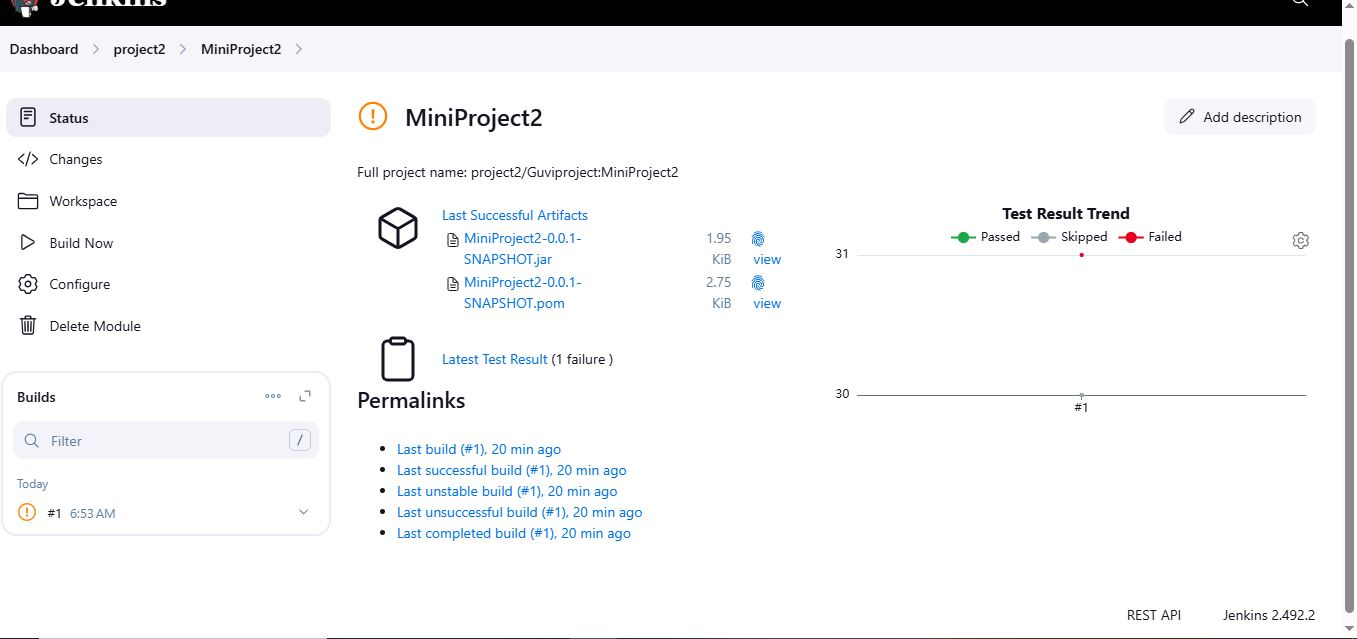 Jenkins
Dashboard
project2
MiniProject2
Status
Changes
Workspace
Build Now
Configure
Delete Module
Builds
Filter
/
Today
#1 6:53 AM
MiniProject2
Add description
Full project name: project2/Guviproject:MiniProject2
Last Successful Artifacts
MiniProject2-0.0.1-
SNAPSHOT.jar
1.95
KiB
view
MiniProject2-0.0.1-
SNAPSHOT.pom
2.75
KiB
view
Latest Test Result (1 failure )
Permalinks
Last build (#1), 20 min ago
Last successful build (#1), 20 min ago
Last unstable build (#1), 20 min ago
Last unsuccessful build (#1), 20 min ago
Last completed build (#1), 20 min ago
Test Result Trend
Passed Skipped Failed
31
30
#1
REST API
Jenkins 2.492.2